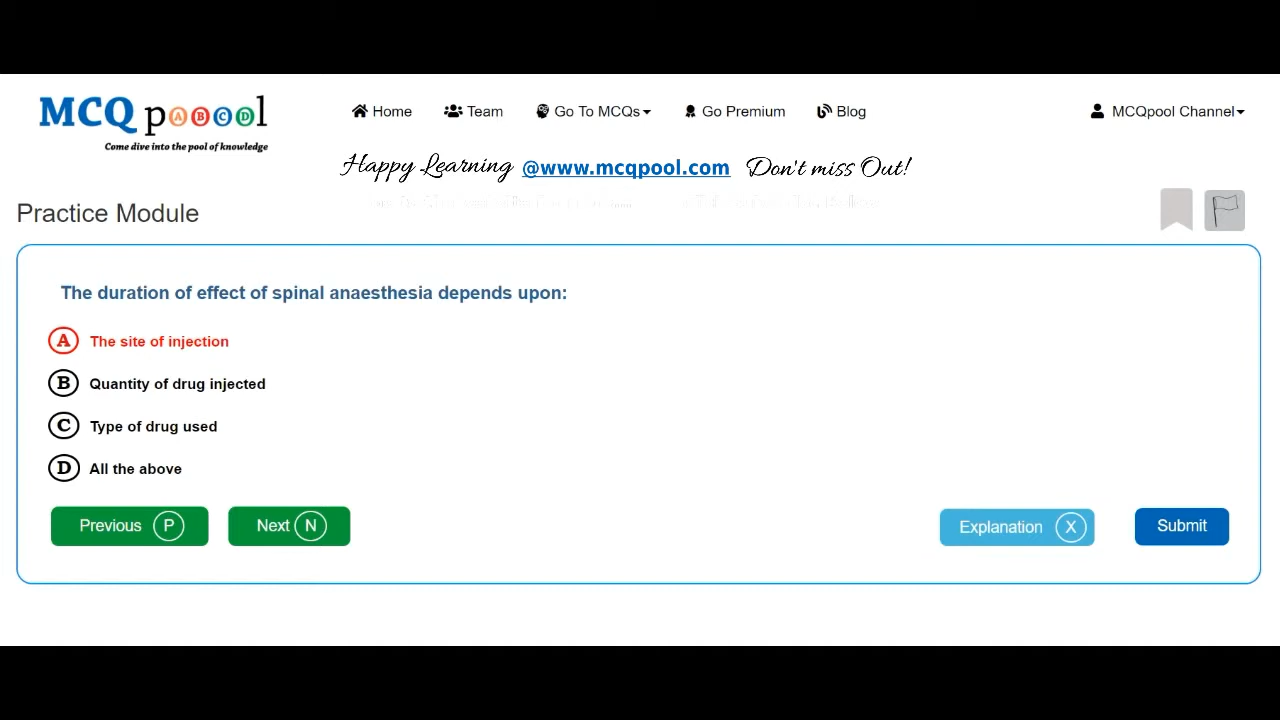 MCQ pooool
A B C D
Come dive into the pool of knowledge
Home Team Go To MCQs Go Premium Blog MCQpool Channel
Happy Learning @www.mcqpool.com Don't miss Out!
Practice Module
The duration of effect of spinal anaesthesia depends upon:
A The site of injection
B Quantity of drug injected
C Type of drug used
D All the above
Previous P Next N Explanation X Submit